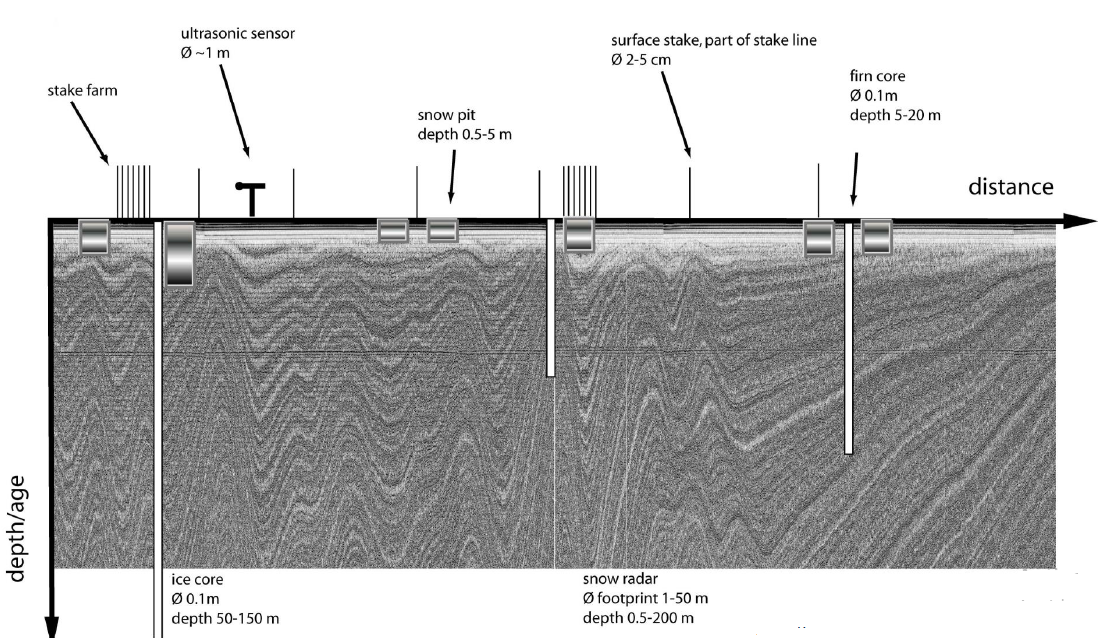 ultrasonic sensor
Ø ~1 m
surface stake, part of stake line
Ø 2-5 cm
stake farm
firn core
Ø 0.1m
depth 5-20 m
snow pit
depth 0.5-5 m
distance
depth/age
ice core
Ø 0.1m
depth 50-150 m
snow radar
Ø footprint 1-50 m
depth 0.5-200 m